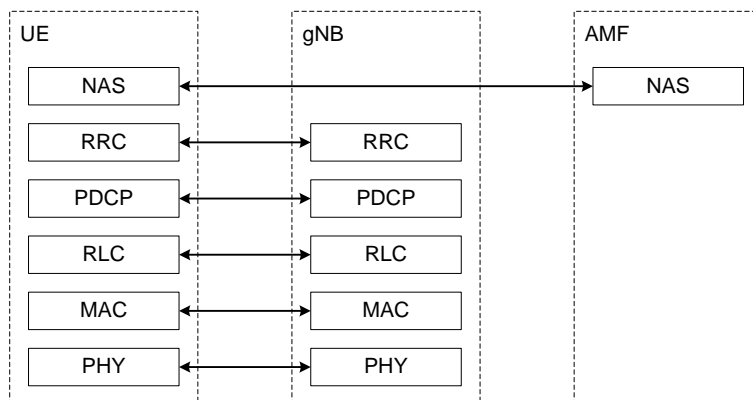 UE gNB AMF
NAS NAS
RRC RRC
PDCP PDCP
RLC RLC
MAC MAC
PHY PHY